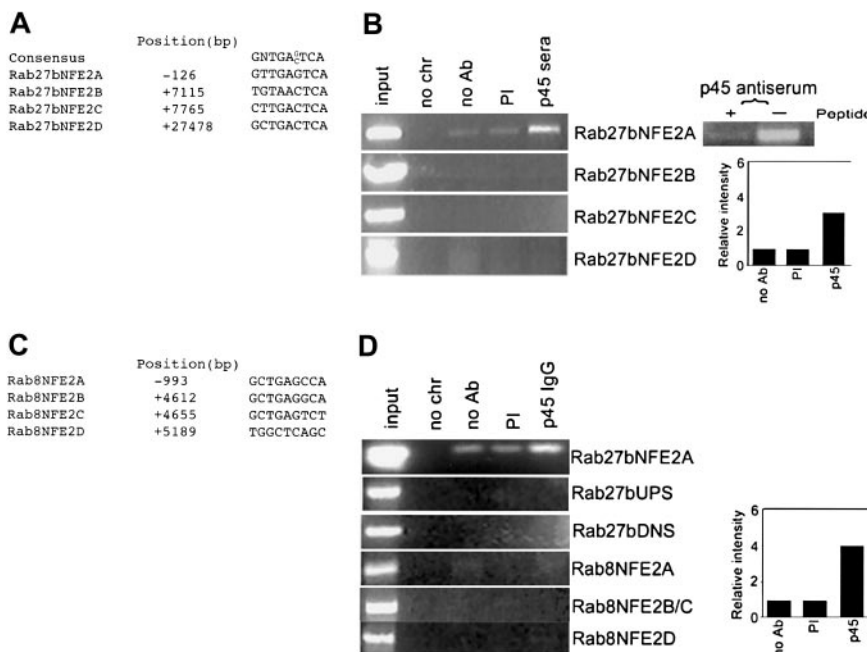 A
Position(bp)
Consensus GNTGAGCTCA
Rab27bNFE2A -126 GTTGAGTCA
Rab27bNFE2B +7115 TGTAACTCA
Rab27bNFE2C +7765 CTTGACTCA
Rab27bNFE2D +27478 GCTGACTCA
B
input no chr no Ab PI p45 sera
Rab27bNFE2A
Rab27bNFE2B
Rab27bNFE2C
Rab27bNFE2D
p45 antiserum
+ — Peptide
Relative intensity
6
4
2
0
no Ab PI p45
C
Position(bp)
Rab8NFE2A -993 GCTGAGCCA
Rab8NFE2B +4612 GCTGAGGCA
Rab8NFE2C +4655 GCTGAGTCT
Rab8NFE2D +5189 TGGCTCAGC
D
input no chr no Ab PI p45 IgG
Rab27bNFE2A
Rab27bUPS
Rab27bDNS
Rab8NFE2A
Rab8NFE2B/C
Rab8NFE2D
Relative intensity
6
4
2
0
no Ab PI p45